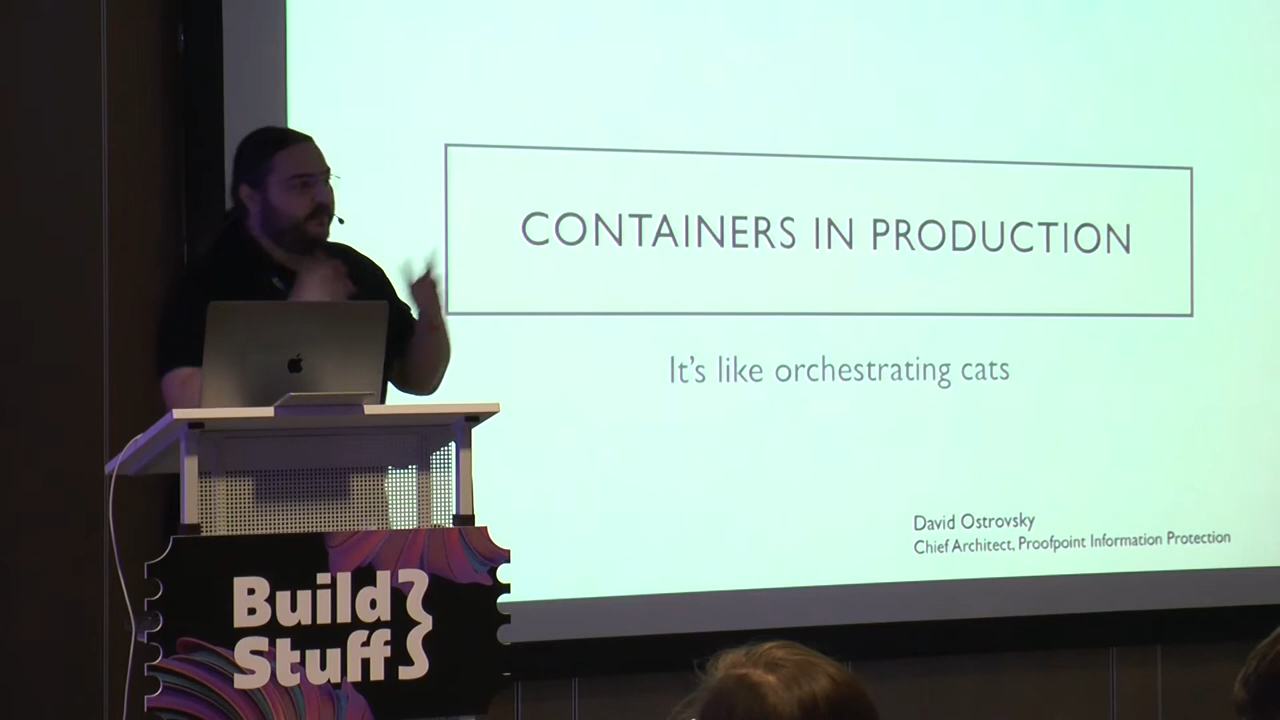 CONTAINERS IN PRODUCTION
It's like orchestrating cats
David Ostrovsky
Chief Architect, Proofpoint Information Protection
Build
Stuff